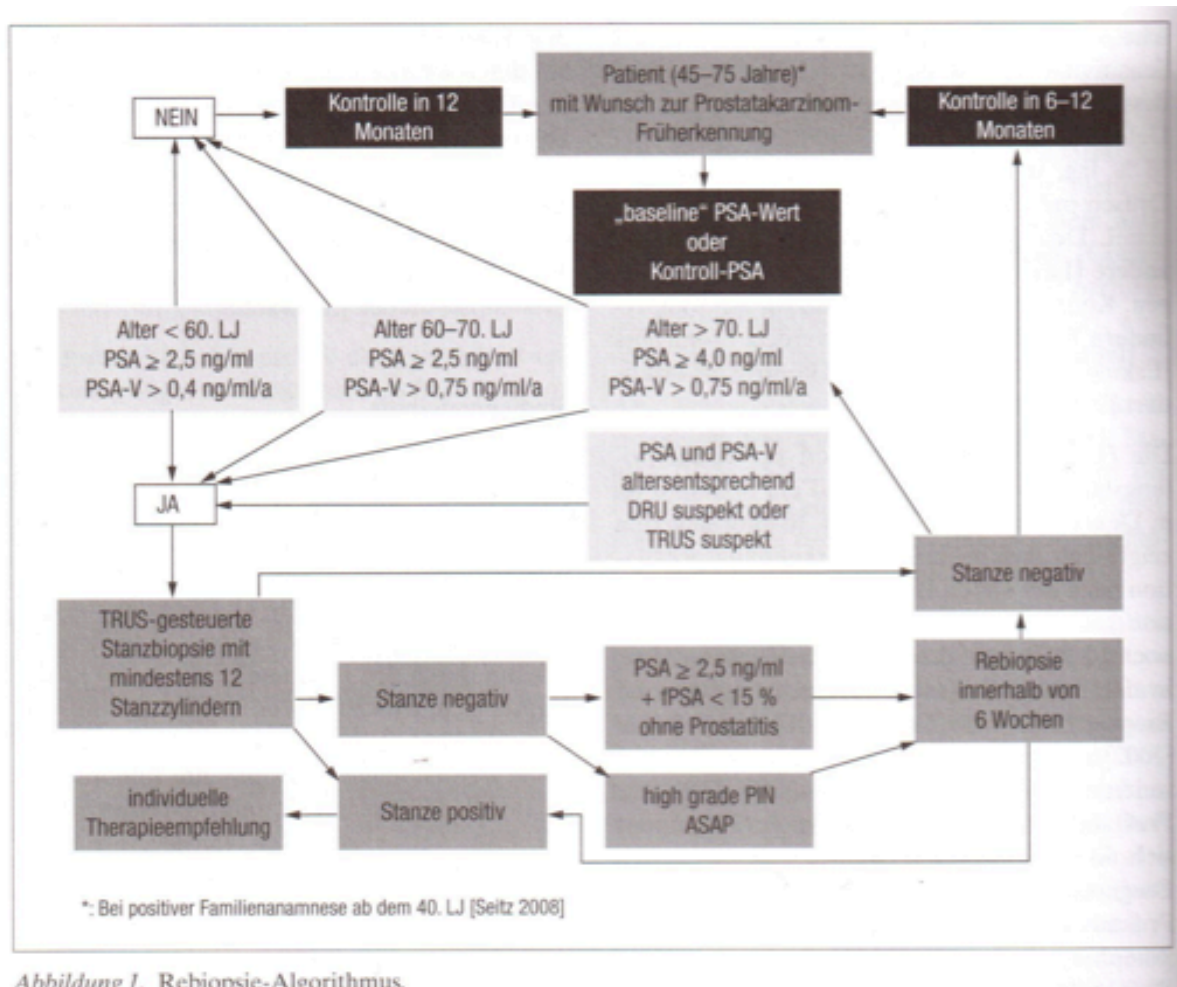 Patient (45–75 Jahre)*
mit Wunsch zur Prostatakarzinom-
Früherkennung
NEIN
Kontrolle in 12
Monaten
Kontrolle in 6–12
Monaten
„baseline“ PSA-Wert
oder
Kontroll-PSA
Alter < 60. LJ
PSA ≥ 2,5 ng/ml
PSA-V > 0,4 ng/ml/a
Alter 60–70. LJ
PSA ≥ 2,5 ng/ml
PSA-V > 0,75 ng/ml/a
Alter > 70. LJ
PSA ≥ 4,0 ng/ml
PSA-V > 0,75 ng/ml/a
JA
PSA und PSA-V
altersentsprechend
DRU suspekt oder
TRUS suspekt
Stanze negativ
TRUS-gesteuerte
Stanzbiopsie mit
mindestens 12
Stanzzylindern
Stanze negativ
PSA ≥ 2,5 ng/ml
+ fPSA < 15 %
ohne Prostatitis
Rebiopsie
innerhalb von
6 Wochen
individuelle
Therapieempfehlung
Stanze positiv
high grade PIN
ASAP
*: Bei positiver Familienanamnese ab dem 40. LJ [Seitz 2008]
Abbildung 1. Rebiopsie-Algorithmus.